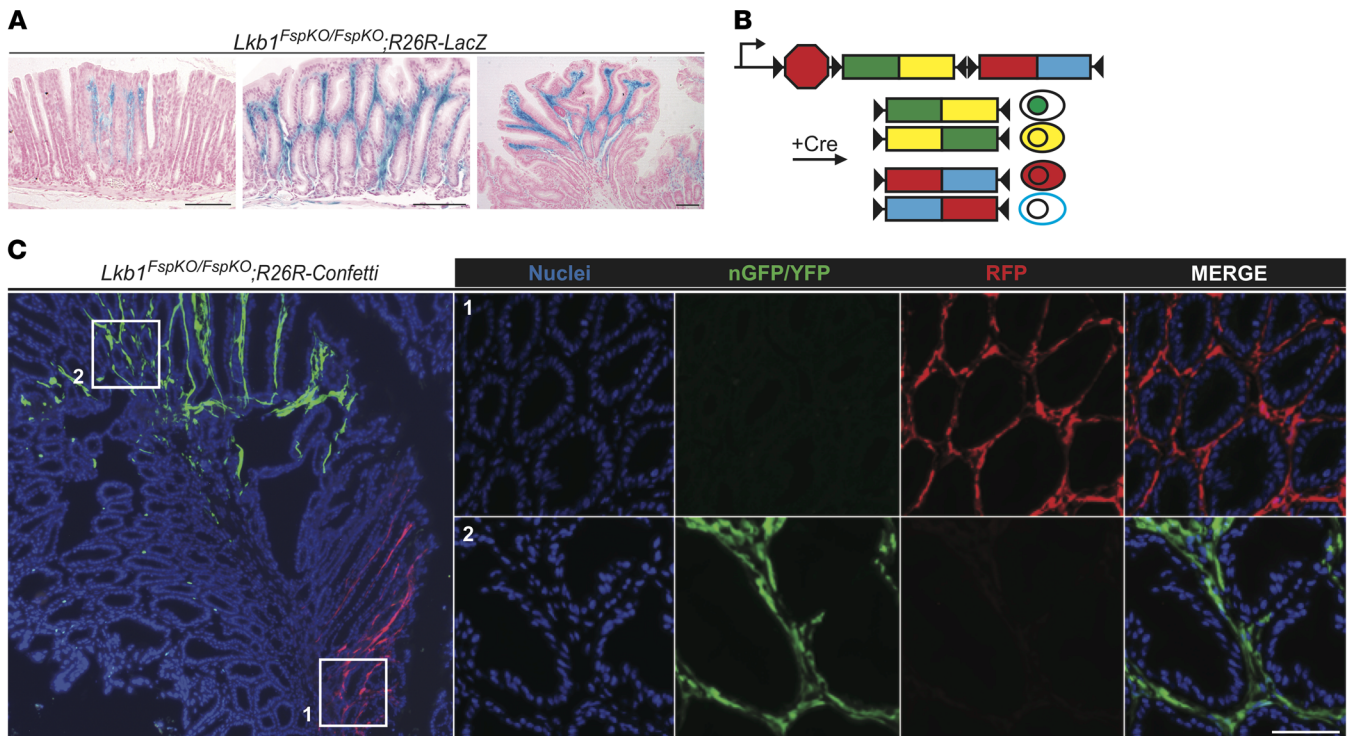 A
Lkb1FspKO/FspKO;R26R-LacZ
B
+Cre
C
Lkb1FspKO/FspKO;R26R-Confetti
Nuclei nGFP/YFP RFP MERGE
1
2
2
1